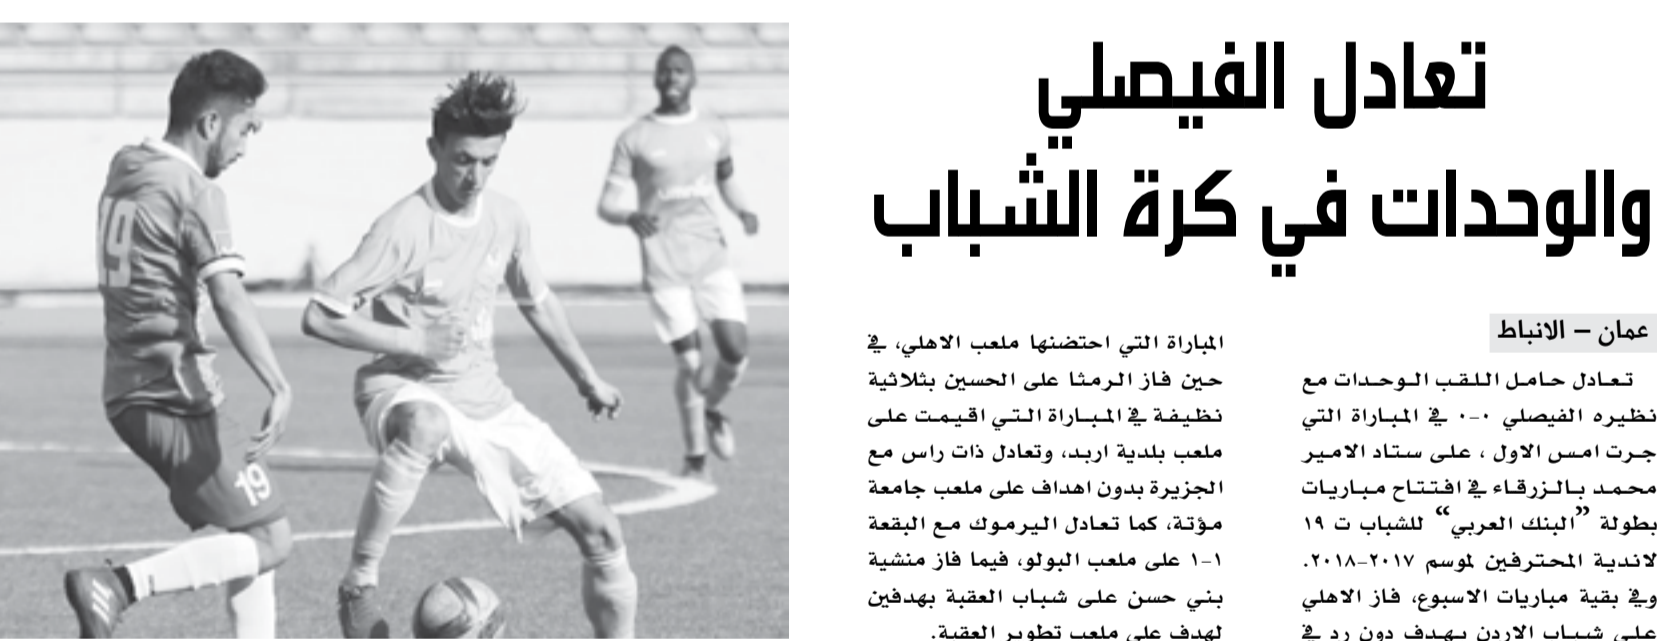 تعادل الفيصلي
والوحدات في كرة الشباب
عمان – الانباط
تعادل حامل اللقب الوحدات مع
نظيره الفيصلي ٠-٠ في المباراة التي
جرت امس الاول ، على ستاد الامير
محمد بالزرقاء في افتتاح مباريات
بطولة ”البنك العربي“ للشباب ت ١٩
لاندية المحترفين لموسم ٢٠١٧-٢٠١٨.
وفي بقية مباريات الاسبوع، فاز الاهلي
على شباب الاردن بهدف دون رد في
المباراة التي احتضنها ملعب الاهلي، في
حين فاز الرمثا على الحسين بثلاثية
نظيفة في المباراة التي اقيمت على
ملعب بلدية اربد، وتعادل ذات راس مع
الجزيرة بدون اهداف على ملعب جامعة
مؤتة، كما تعادل اليرموك مع البقعة
١-١ على ملعب البولو، فيما فاز منشية
بني حسن على شباب العقبة بهدفين
لهدف على ملعب تطوير العقبة.
19
19